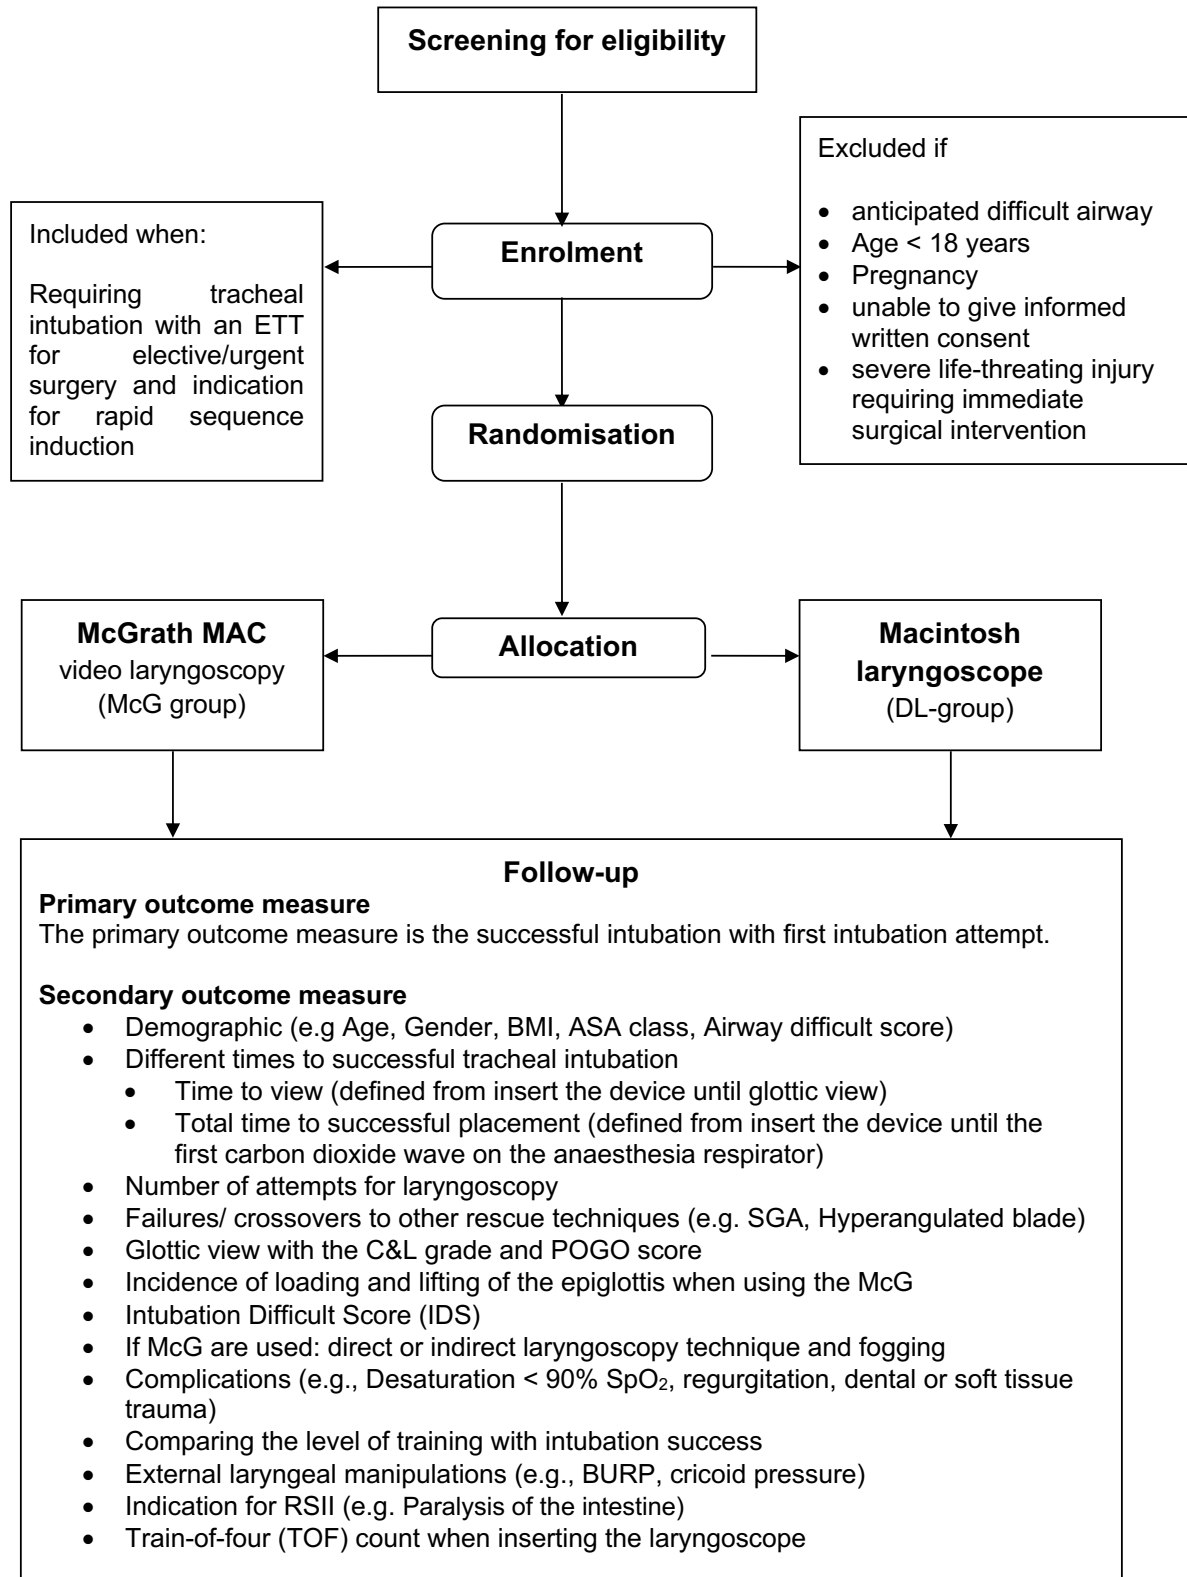 Screening for eligibility
Excluded if
• anticipated difficult airway
• Age < 18 years
• Pregnancy
• unable to give informed
written consent
• severe life-threating injury
requiring immediate
surgical intervention
Included when:
Requiring tracheal
intubation with an ETT
for elective/urgent
surgery and indication
for rapid sequence
induction
Enrolment
Randomisation
Allocation
McGrath MAC
video laryngoscopy
(McG group)
Macintosh
laryngoscope
(DL-group)
Follow-up
Primary outcome measure
The primary outcome measure is the successful intubation with first intubation attempt.
Secondary outcome measure
• Demographic (e.g Age, Gender, BMI, ASA class, Airway difficult score)
• Different times to successful tracheal intubation
• Time to view (defined from insert the device until glottic view)
• Total time to successful placement (defined from insert the device until the
first carbon dioxide wave on the anaesthesia respirator)
• Number of attempts for laryngoscopy
• Failures/ crossovers to other rescue techniques (e.g. SGA, Hyperangulated blade)
• Glottic view with the C&L grade and POGO score
• Incidence of loading and lifting of the epiglottis when using the McG
• Intubation Difficult Score (IDS)
• If McG are used: direct or indirect laryngoscopy technique and fogging
• Complications (e.g., Desaturation < 90% SpO₂, regurgitation, dental or soft tissue
trauma)
• Comparing the level of training with intubation success
• External laryngeal manipulations (e.g., BURP, cricoid pressure)
• Indication for RSII (e.g. Paralysis of the intestine)
• Train-of-four (TOF) count when inserting the laryngoscope